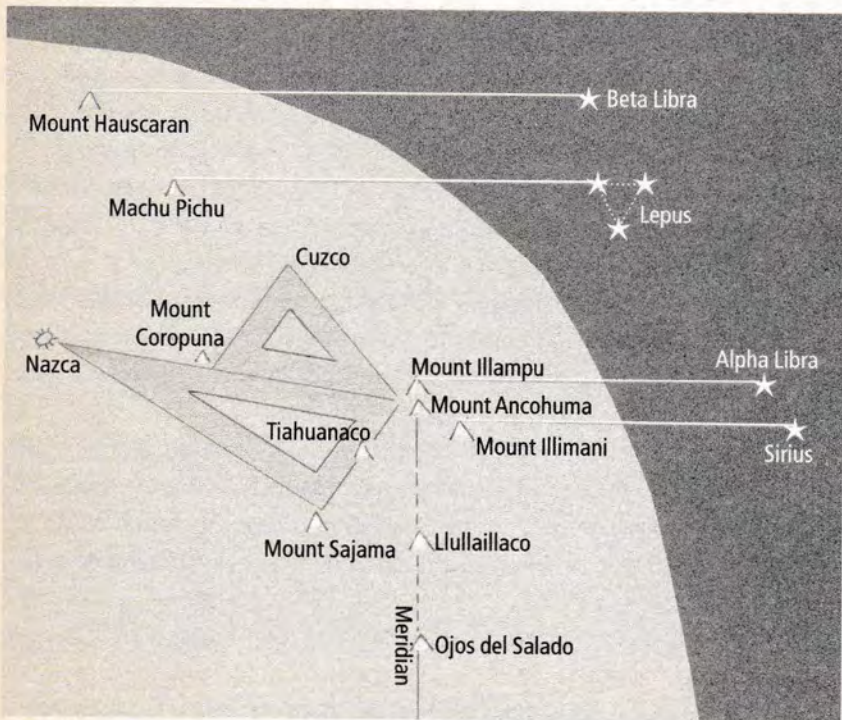 Beta Libra
Mount Hauscaran
Machu Pichu
Lepus
Cuzco
Mount
Coropuna
Nazca
Mount Illampu
Alpha Libra
Mount Ancohuma
Tiahuanaco
Mount Illimani
Sirius
Mount Sajama
Llullaillaco
Meridian
Ojos del Salado